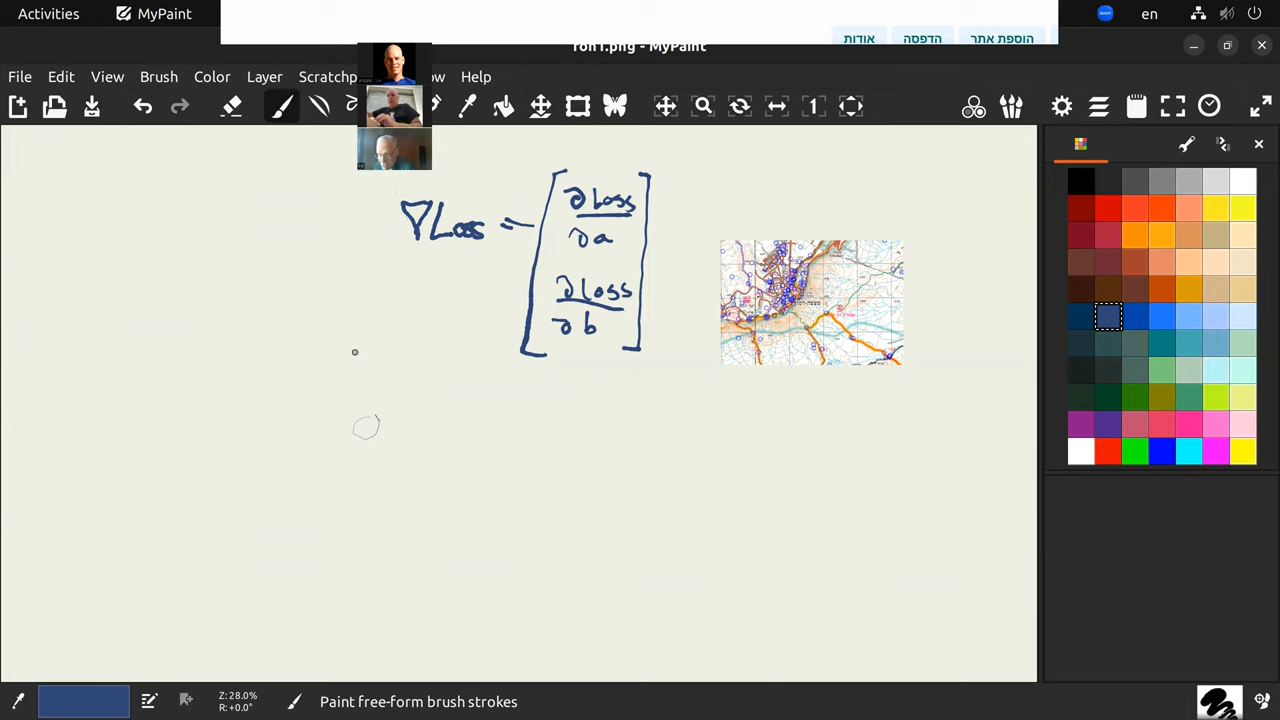 Activities MyPaint en
אודות הדפסה הוספת אתר
ron1.png - MyPaint
File Edit View Brush Color Layer Help
∇Loss = [ ∂Loss
∂a
∂Loss
∂b ]
Z: 28.0%
R: +0.0°
Paint free-form brush strokes